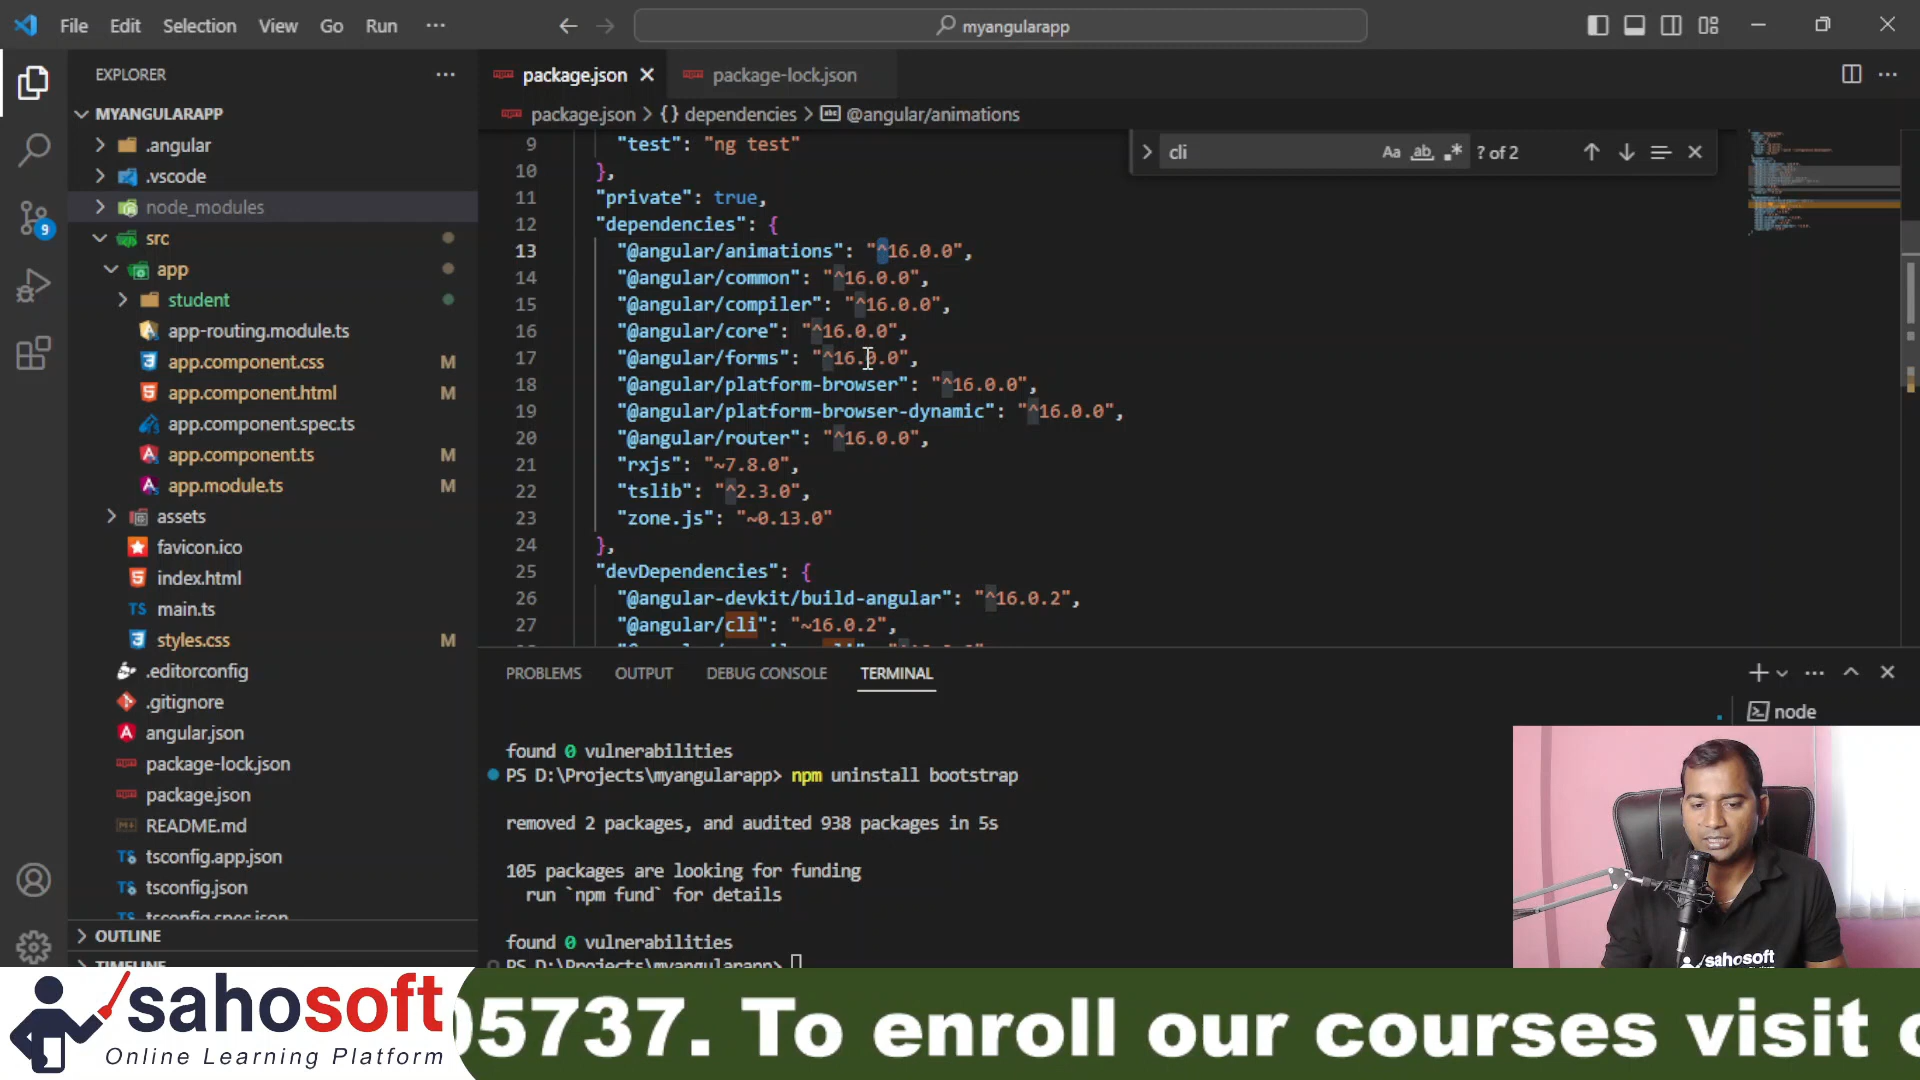 File Edit Selection View Go Run ···
myangularapp
EXPLORER
MYANGULARAPP
.angular
.vscode
node_modules
src
app
student
app-routing.module.ts
app.component.css M
app.component.html M
app.component.spec.ts
app.component.ts M
app.module.ts M
assets
favicon.ico
index.html
main.ts
styles.css M
.editorconfig
.gitignore
angular.json
package-lock.json
package.json
README.md
tsconfig.app.json
tsconfig.json
tsconfig.spec.json
OUTLINE
TIMELINE
9
package.json package-lock.json
package.json > {} dependencies > @angular/animations
cli Aa ab .* ? of 2
9 "test": "ng test"
10 },
11 "private": true,
12 "dependencies": {
13 "@angular/animations": "^16.0.0",
14 "@angular/common": "^16.0.0",
15 "@angular/compiler": "^16.0.0",
16 "@angular/core": "^16.0.0",
17 "@angular/forms": "^16.0.0",
18 "@angular/platform-browser": "^16.0.0",
19 "@angular/platform-browser-dynamic": "^16.0.0",
20 "@angular/router": "^16.0.0",
21 "rxjs": "~7.8.0",
22 "tslib": "^2.3.0",
23 "zone.js": "~0.13.0"
24 },
25 "devDependencies": {
26 "@angular-devkit/build-angular": "^16.0.2",
27 "@angular/cli": "~16.0.2",
PROBLEMS OUTPUT DEBUG CONSOLE TERMINAL
node
found 0 vulnerabilities
PS D:\Projects\myangularapp> npm uninstall bootstrap
removed 2 packages, and audited 938 packages in 5s
105 packages are looking for funding
run `npm fund` for details
found 0 vulnerabilities
PS D:\Projects\myangularapp>
sahosoft
sahosoft
Online Learning Platform
05737. To enroll our courses visit